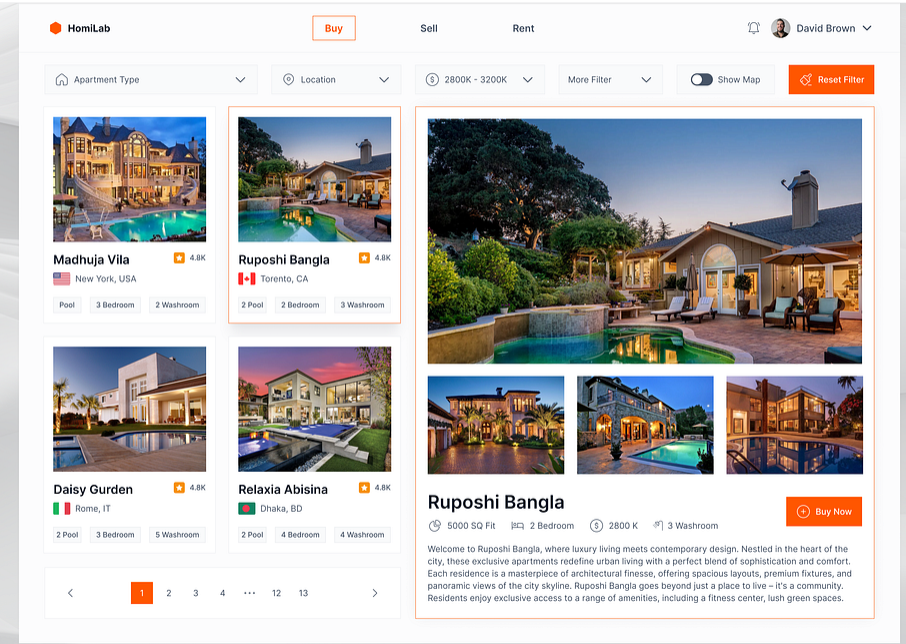 HomiLab
Buy
Sell
Rent
David Brown
Apartment Type
Location
2800K - 3200K
More Filter
Show Map
Reset Filter
Madhuja Vila
4.8K
New York, USA
Pool
3 Bedroom
2 Washroom
Ruposhi Bangla
4.8K
Torento, CA
2 Pool
2 Bedroom
3 Washroom
Daisy Gurden
4.8K
Rome, IT
2 Pool
3 Bedroom
5 Washroom
Relaxia Abisina
4.8K
Dhaka, BD
2 Pool
4 Bedroom
4 Washroom
1 2 3 4 ··· 12 13
Ruposhi Bangla
5000 SQ Fit
2 Bedroom
2800 K
3 Washroom
Buy Now
Welcome to Ruposhi Bangla, where luxury living meets contemporary design. Nestled in the heart of the
city, these exclusive apartments redefine urban living with a perfect blend of sophistication and comfort.
Each residence is a masterpiece of architectural finesse, offering spacious layouts, premium fixtures, and
panoramic views of the city skyline. Ruposhi Bangla goes beyond just a place to live – it's a community.
Residents enjoy exclusive access to a range of amenities, including a fitness center, lush green spaces.